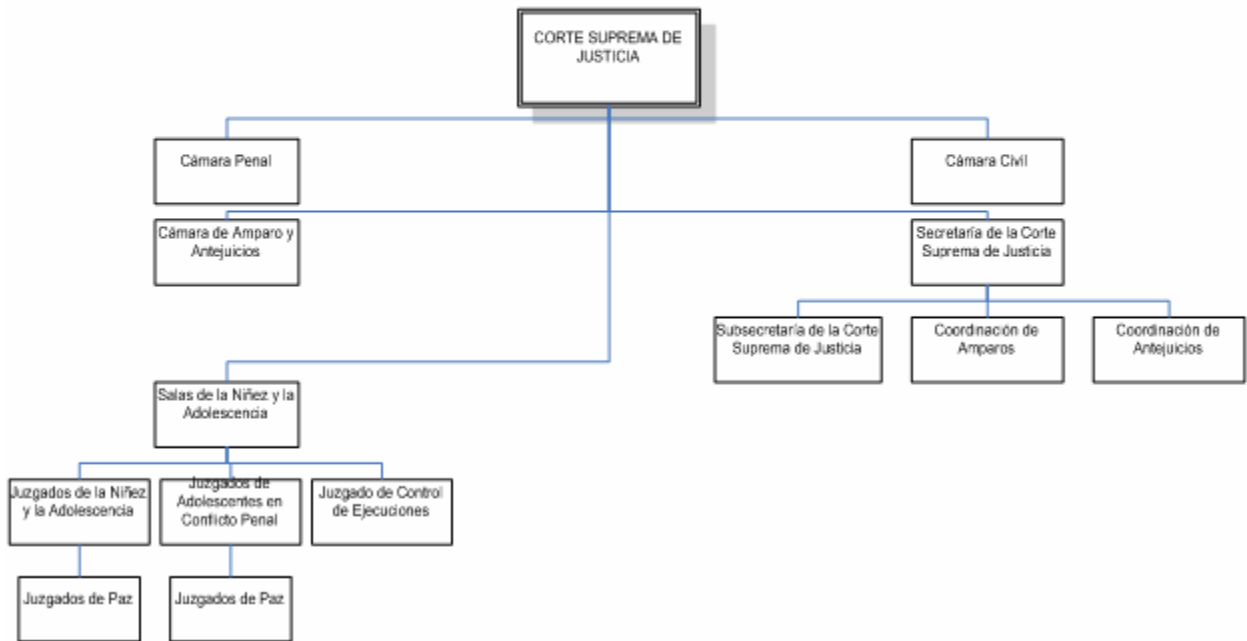 CORTE SUPREMA DE
JUSTICIA
Cámara Penal
Cámara Civil
Cámara de Amparo y
Antejuicios
Secretaría de la Corte
Suprema de Justicia
Subsecretaría de la Corte
Suprema de Justicia
Coordinación de
Amparos
Coordinación de
Antejuicios
Salas de la Niñez y la
Adolescencia
Juzgados de la Niñez
y la Adolescencia
Juzgados de
Adolescentes en
Conflicto Penal
Juzgado de Control
de Ejecuciones
Juzgados de Paz
Juzgados de Paz